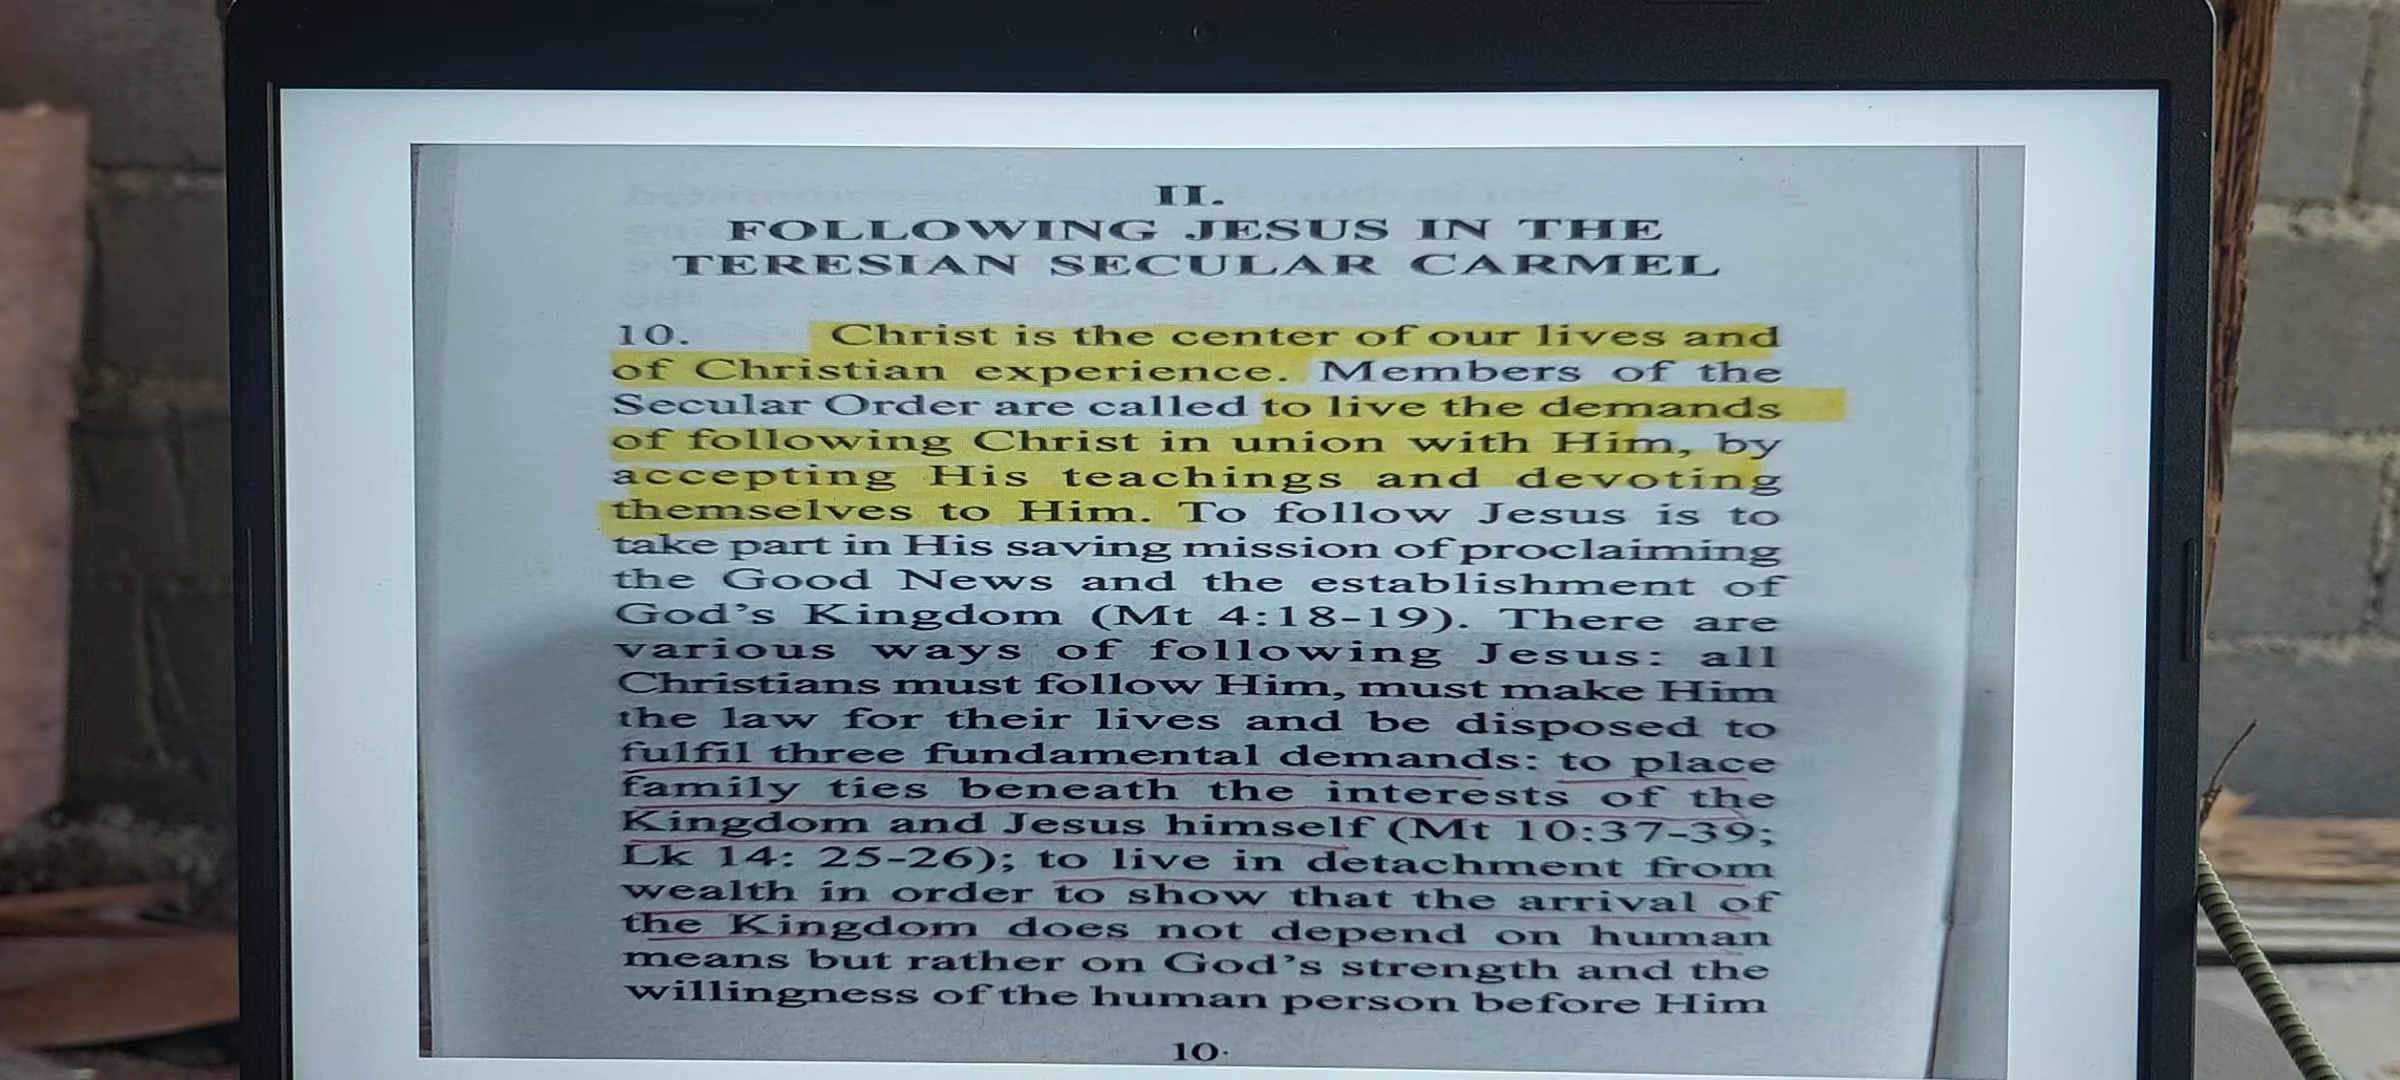 II.
FOLLOWING JESUS IN THE
TERESIAN SECULAR CARMEL
10. Christ is the center of our lives and
of Christian experience. Members of the
Secular Order are called to live the demands
of following Christ in union with Him, by
accepting His teachings and devoting
themselves to Him. To follow Jesus is to
take part in His saving mission of proclaiming
the Good News and the establishment of
God's Kingdom (Mt 4:18-19). There are
various ways of following Jesus: all
Christians must follow Him, must make Him
the law for their lives and be disposed to
fulfil three fundamental demands: to place
family ties beneath the interests of the
Kingdom and Jesus himself (Mt 10:37-39;
Lk 14: 25-26); to live in detachment from
wealth in order to show that the arrival of
the Kingdom does not depend on human
means but rather on God's strength and the
willingness of the human person before Him
10.